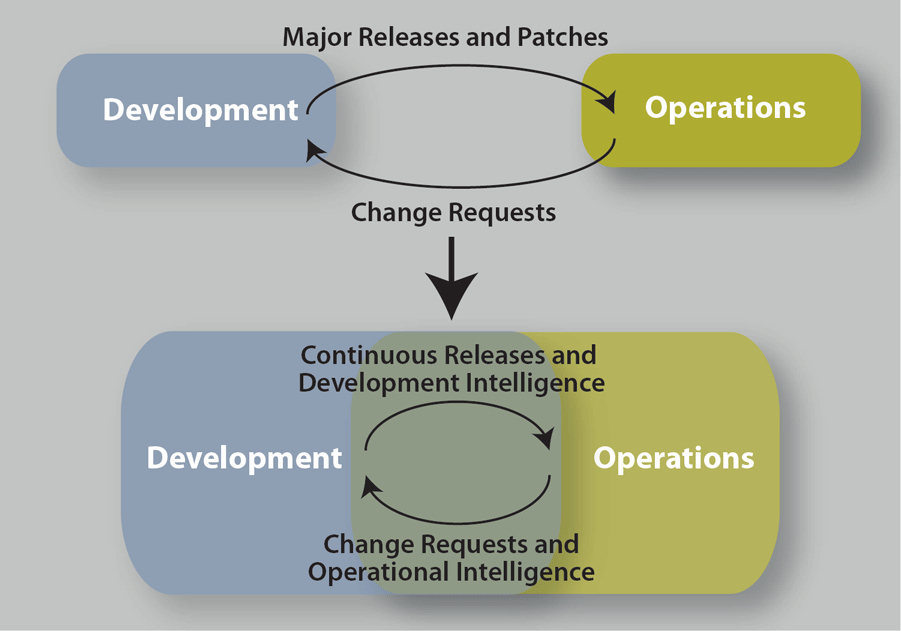 Major Releases and Patches
Development
Operations
Change Requests
Continuous Releases and
Development Intelligence
Development
Operations
Change Requests and
Operational Intelligence